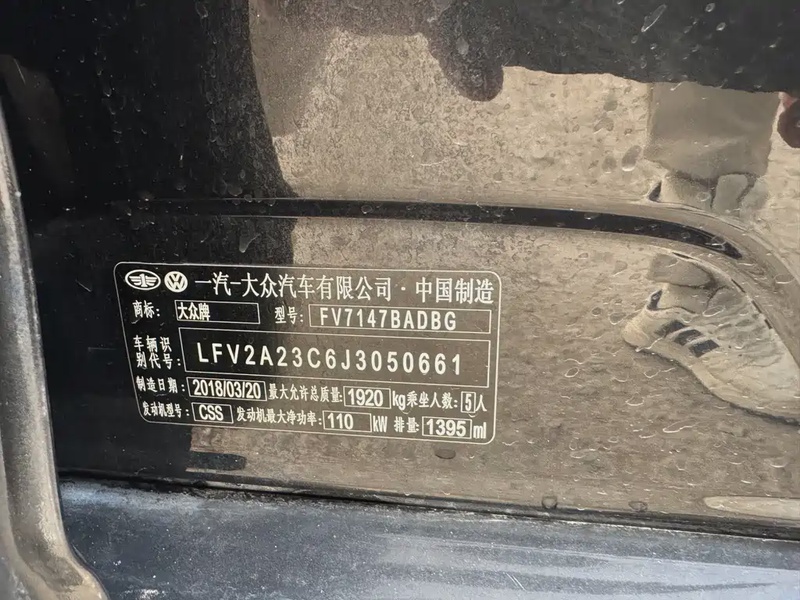 一汽-大众汽车有限公司·中国制造
商标: 大众牌 型号: FV7147BADBG
车辆识别代号: LFV2A23C6J3050661
制造日期: 2018/03/20 最大允许总质量: 1920 kg 乘坐人数: 5人
发动机型号: CSS 发动机最大净功率: 110 kW 排量: 1395 ml